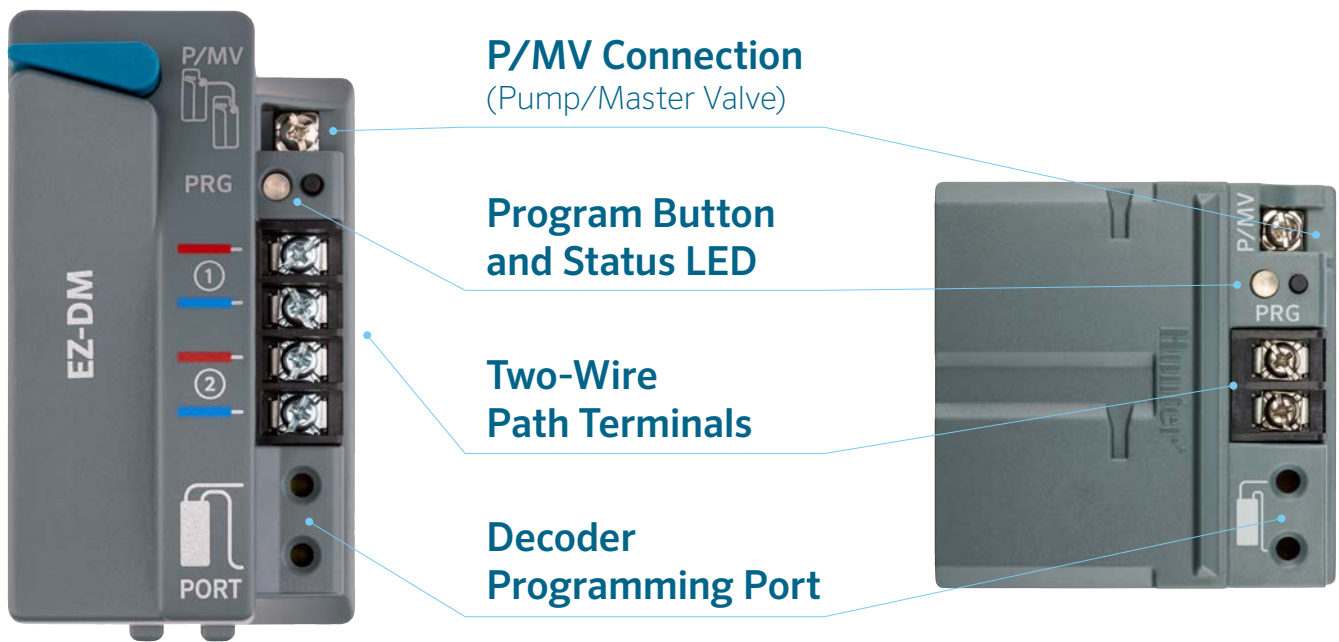 P/MV
PRG
EZ-DM
1
2
PORT
P/MV Connection
(Pump/Master Valve)
Program Button
and Status LED
Two-Wire
Path Terminals
Decoder
Programming Port
P/MV
PRG
Hunter